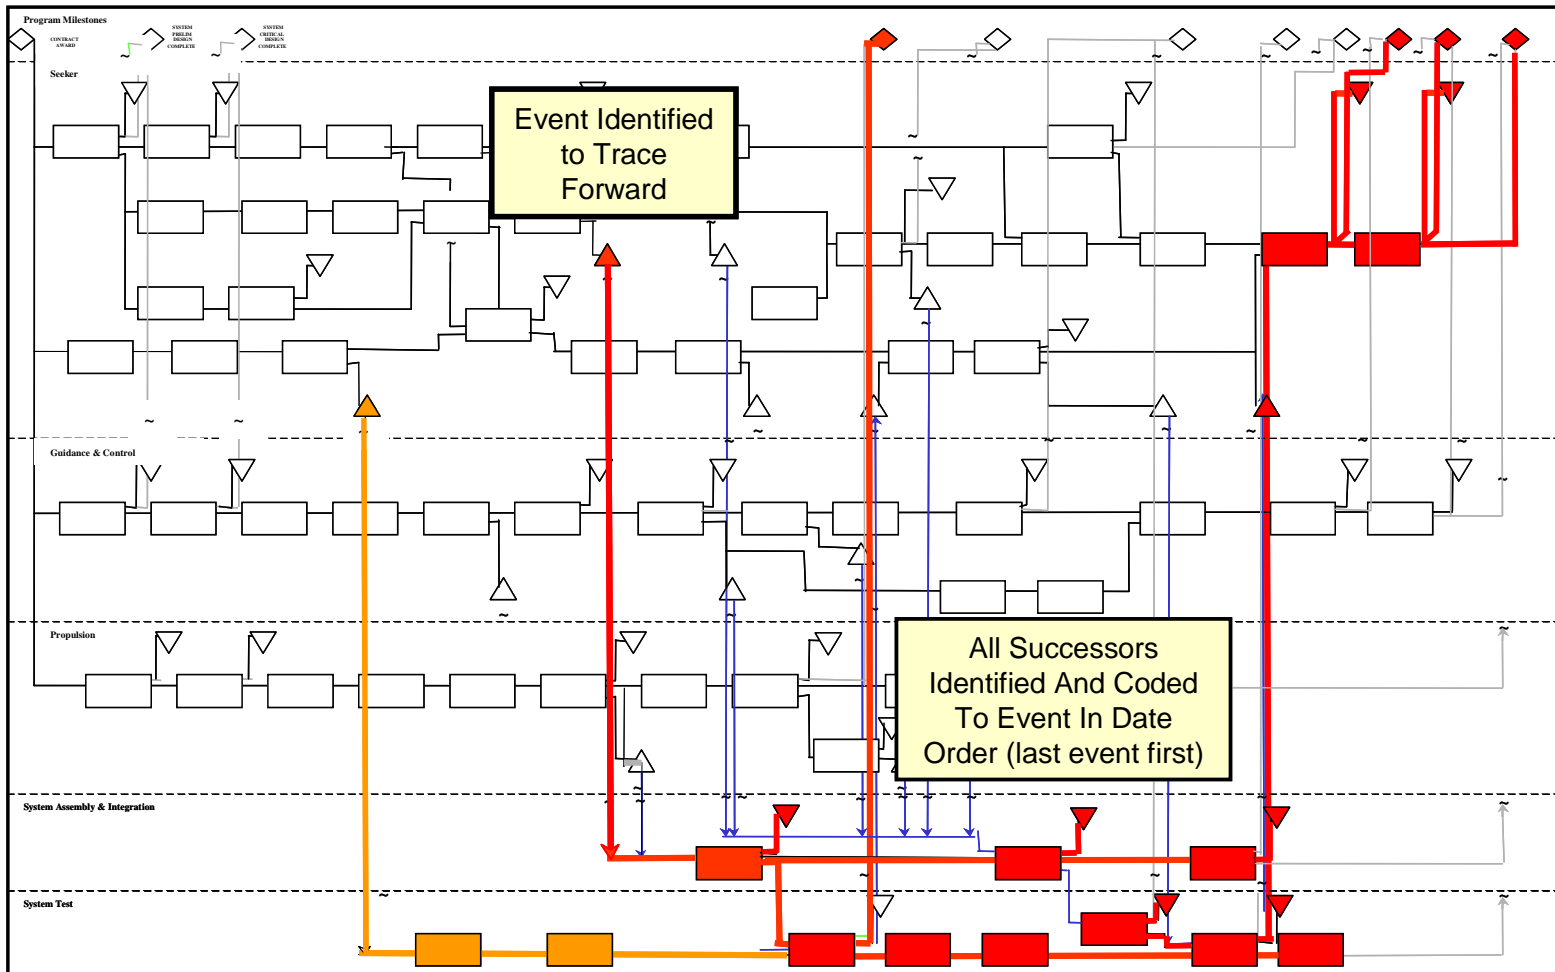 Program Milestones
CONTRACT
AWARD
SYSTEM
PRELIM
DESIGN
COMPLETE
SYSTEM
CRITICAL
DESIGN
COMPLETE
Seeker
Event Identified
to Trace
Forward
Guidance & Control
Propulsion
All Successors
Identified And Coded
To Event In Date
Order (last event first)
System Assembly & Integration
System Test